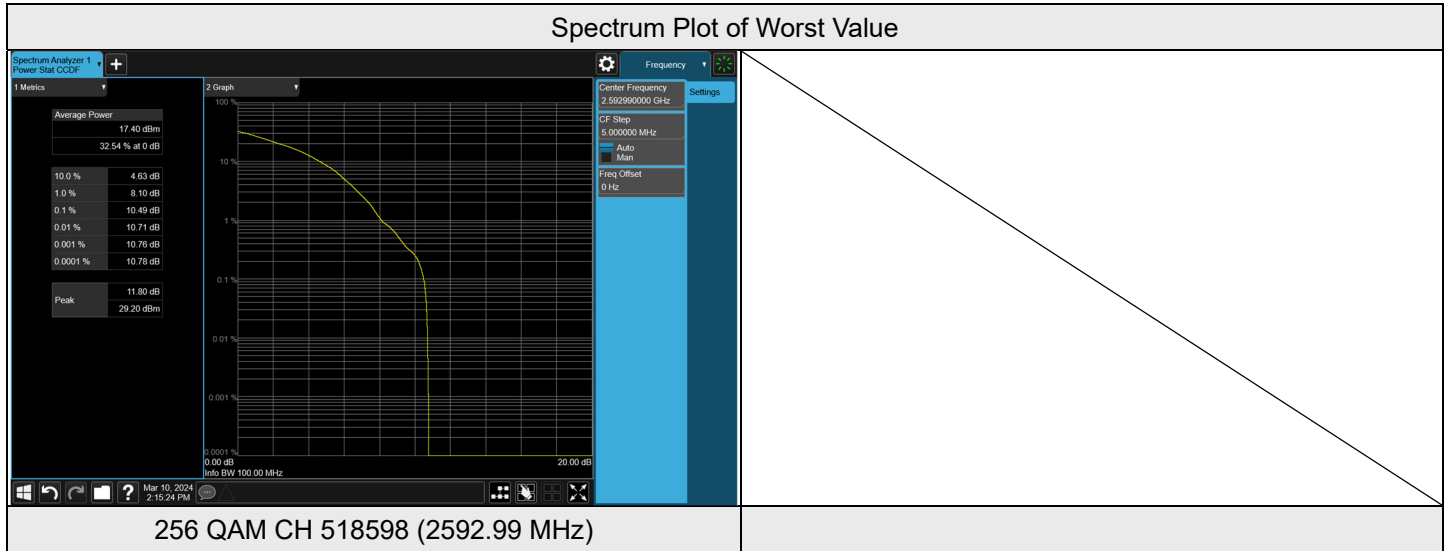 Spectrum Plot of Worst Value
Spectrum Analyzer 1
Power Stat CCDF
+
Frequency
1 Metrics
2 Graph
Average Power
17.40 dBm
32.54 % at 0 dB
10.0 % 4.63 dB
1.0 % 8.10 dB
0.1 % 10.49 dB
0.01 % 10.71 dB
0.001 % 10.76 dB
0.0001 % 10.78 dB
Peak
11.80 dB
29.20 dBm
100 %
10 %
1 %
0.1 %
0.01 %
0.001 %
0.0001 %
0.00 dB 20.00 dB
Info BW 100.00 MHz
Center Frequency
2.592990000 GHz
Settings
CF Step
5.000000 MHz
Auto
Man
Freq Offset
0 Hz
?
Mar 10, 2024
2:15:24 PM
256 QAM CH 518598 (2592.99 MHz)